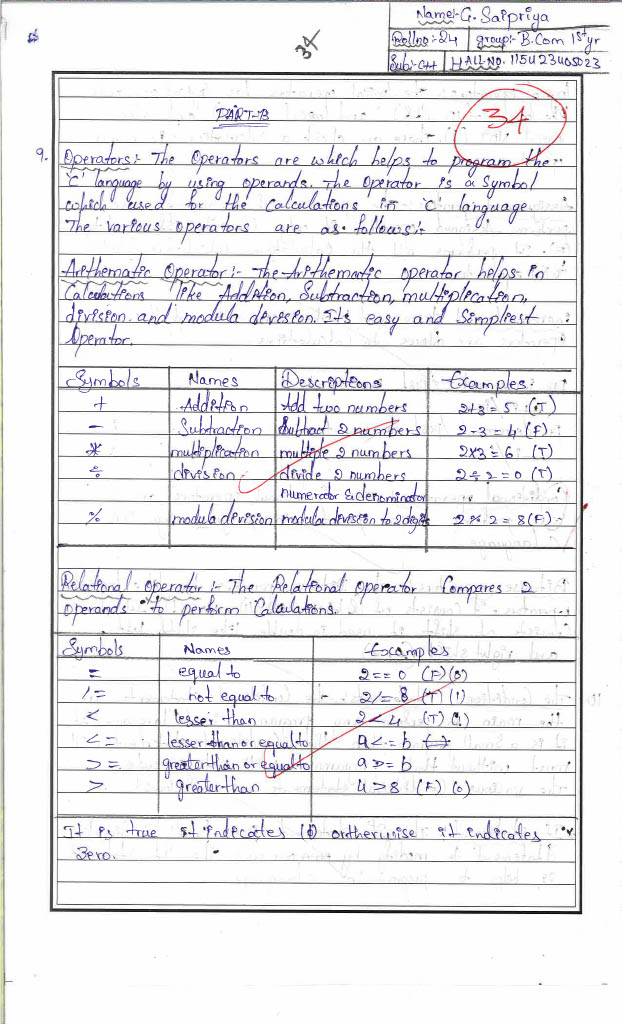 Name:- G. Saipriya
Rollno:-24 group:- B.Com 1st yr
Sub:- C++ HALL.NO. 115423405023
34
PART-B
34
9. Operators:- The Operators are which helps to program the
'C' language by using operands. The Operator is a Symbol
which used for the Calculations in 'C' language
The various operators are as follows:-
Arithematic Operator:- The Arithematic operator helps in
Calculations like Addition, Subtraction, multiplication,
division. and modula devesion. It's easy and Simpliest
Operator.
Symbols Names Descriptions Examples:
+ Addition Add two numbers 2+3=5 (T)
- Subtraction Subtract 2 numbers 2-3=4 (F)
* multiplication multiple 2 numbers 2x3=6 (T)
÷ division divide 2 numbers 2÷2=0 (T)
numerator & denominator
% modula devision modula devision to 2 digits 2%2=8(F)
Relational operator:- The Relational operator Compares 2
operands to perform Calculations.
Symbols Names Examples
= equal to 2==0 (F)(0)
!= not equal to 2!=8 (T)(1)
< lesser than 2<4 (T)(1)
<= lesser than or equal to a<=b
>= greater than or equal to a>=b
> greater than 4>8 (F)(0)
It is true it indicates (1) ortherwise it indicates
Zero.